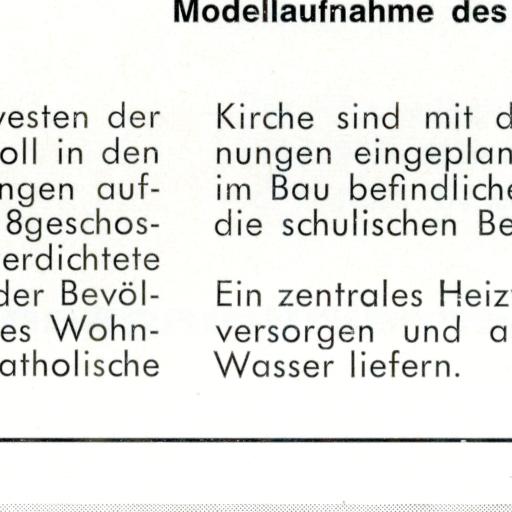 Modellaufnahme des
westen der
oll in den
ngen auf-
8geschos-
erdichtete
der Bevöl-
es Wohn-
atholische
Kirche sind mit d
nungen eingeplan
im Bau befindliche
die schulischen Be
Ein zentrales Heiz
versorgen und a
Wasser liefern.